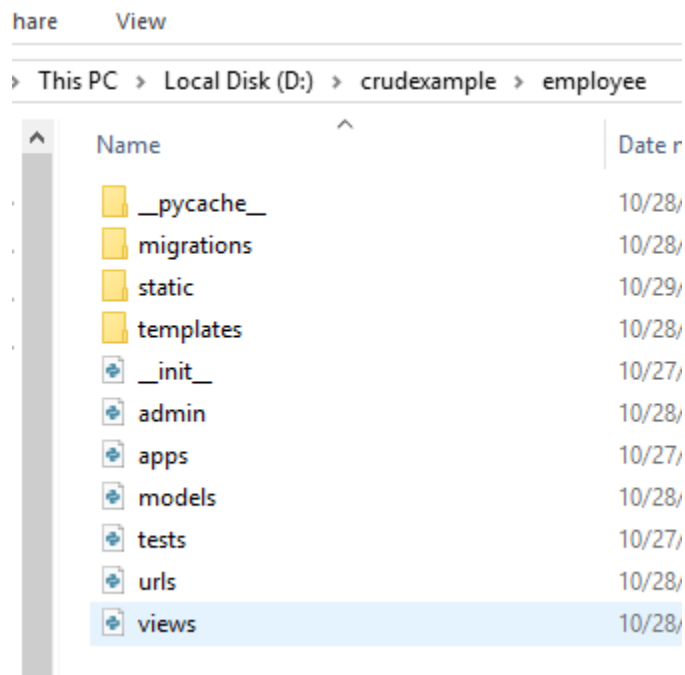 hare View
This PC > Local Disk (D:) > crudexample > employee
Name Date
__pycache__ 10/28/
migrations 10/28/
static 10/29/
templates 10/28/
__init__ 10/27/
admin 10/28/
apps 10/27/
models 10/28/
tests 10/27/
urls 10/28/
views 10/28/